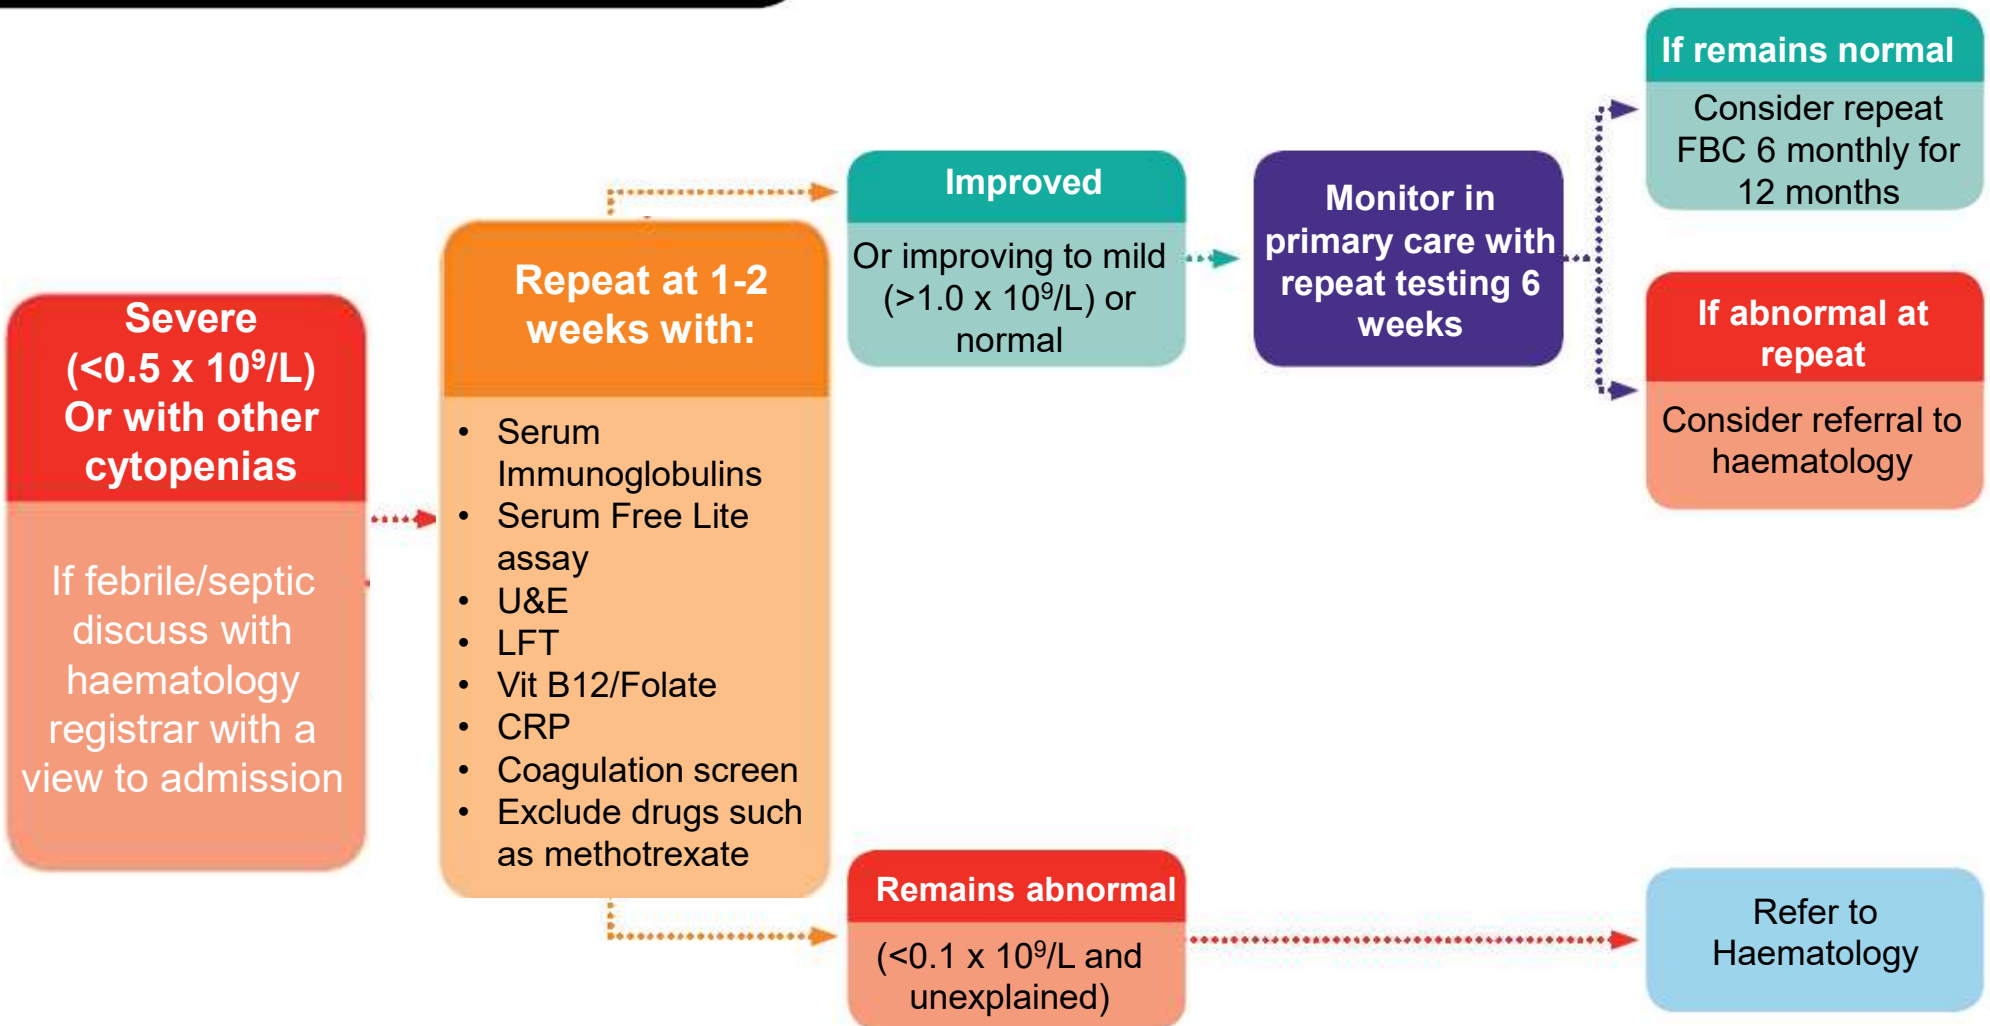 Severe
(<0.5 x 10⁹/L)
Or with other
cytopenias
If febrile/septic
discuss with
haematology
registrar with a
view to admission
Repeat at 1-2
weeks with:
• Serum
Immunoglobulins
• Serum Free Lite
assay
• U&E
• LFT
• Vit B12/Folate
• CRP
• Coagulation screen
• Exclude drugs such
as methotrexate
Improved
Or improving to mild
(>1.0 x 10⁹/L) or
normal
Monitor in
primary care with
repeat testing 6
weeks
If remains normal
Consider repeat
FBC 6 monthly for
12 months
If abnormal at
repeat
Consider referral to
haematology
Remains abnormal
(<0.1 x 10⁹/L and
unexplained)
Refer to
Haematology